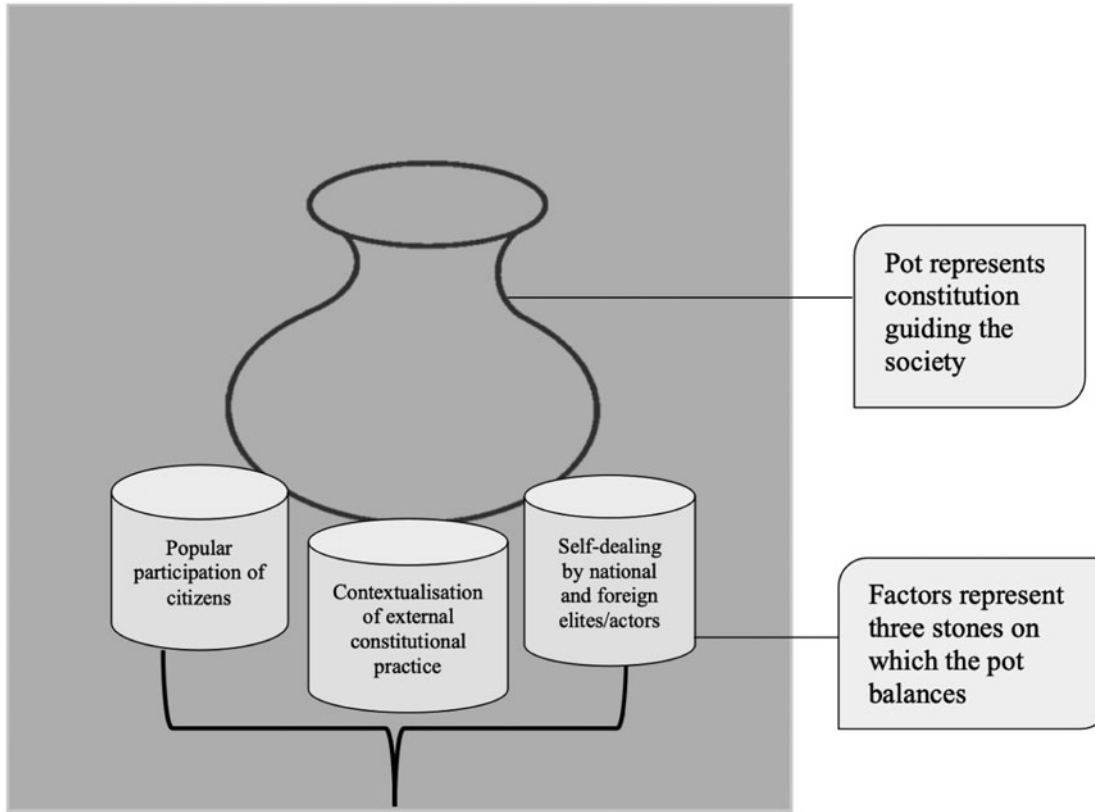 Pot represents
constitution
guiding the
society
Popular
participation of
citizens
Contextualisation
of external
constitutional
practice
Self-dealing
by national
and foreign
elites/actors
Factors represent
three stones on
which the pot
balances